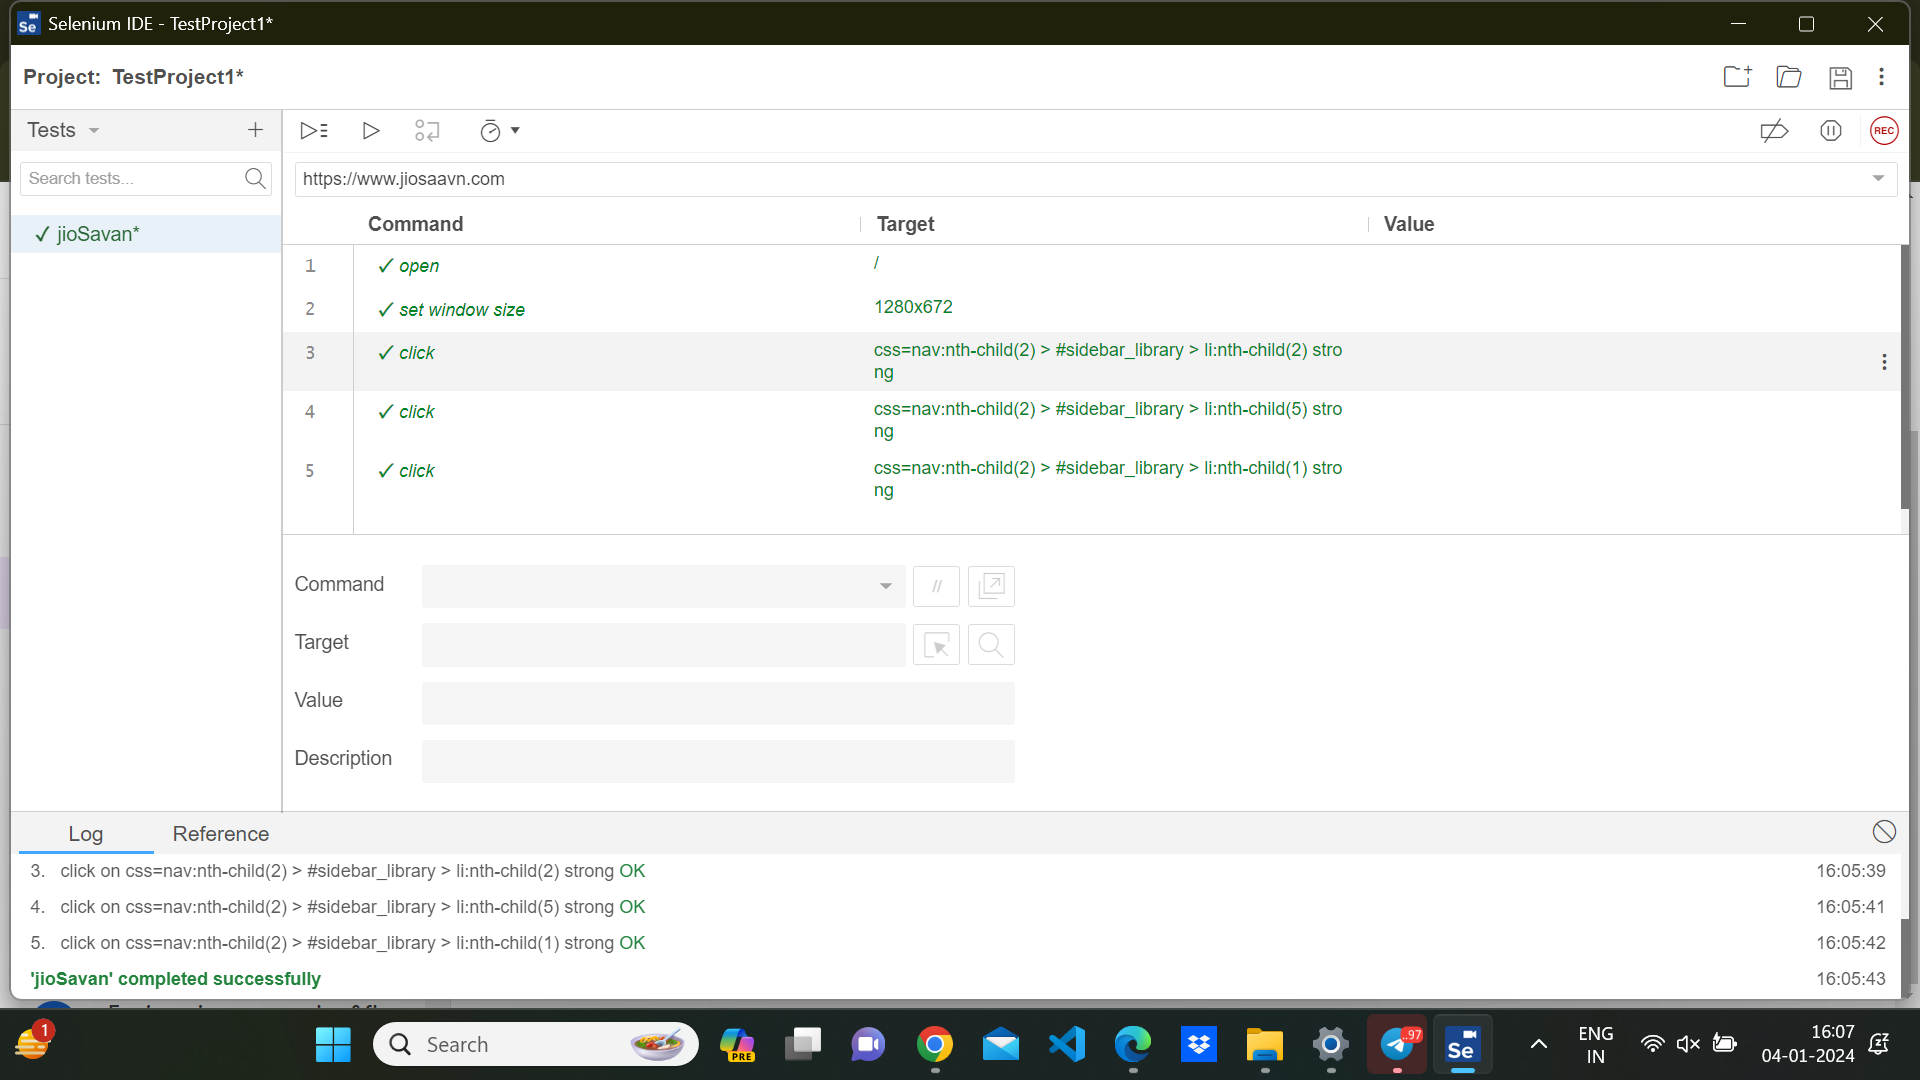 Selenium IDE - TestProject1*
Project: TestProject1*
Tests
REC
Search tests...
https://www.jiosaavn.com
✓ jioSavan*
Command Target Value
1 ✓ open /
2 ✓ set window size 1280x672
3 ✓ click css=nav:nth-child(2) > #sidebar_library > li:nth-child(2) stro
ng
4 ✓ click css=nav:nth-child(2) > #sidebar_library > li:nth-child(5) stro
ng
5 ✓ click css=nav:nth-child(2) > #sidebar_library > li:nth-child(1) stro
ng
Command
//
Target
Value
Description
Log Reference
3. click on css=nav:nth-child(2) > #sidebar_library > li:nth-child(2) strong OK 16:05:39
4. click on css=nav:nth-child(2) > #sidebar_library > li:nth-child(5) strong OK 16:05:41
5. click on css=nav:nth-child(2) > #sidebar_library > li:nth-child(1) strong OK 16:05:42
'jioSavan' completed successfully 16:05:43
1
Search
PRE
97
Se
ENG
IN
16:07
04-01-2024